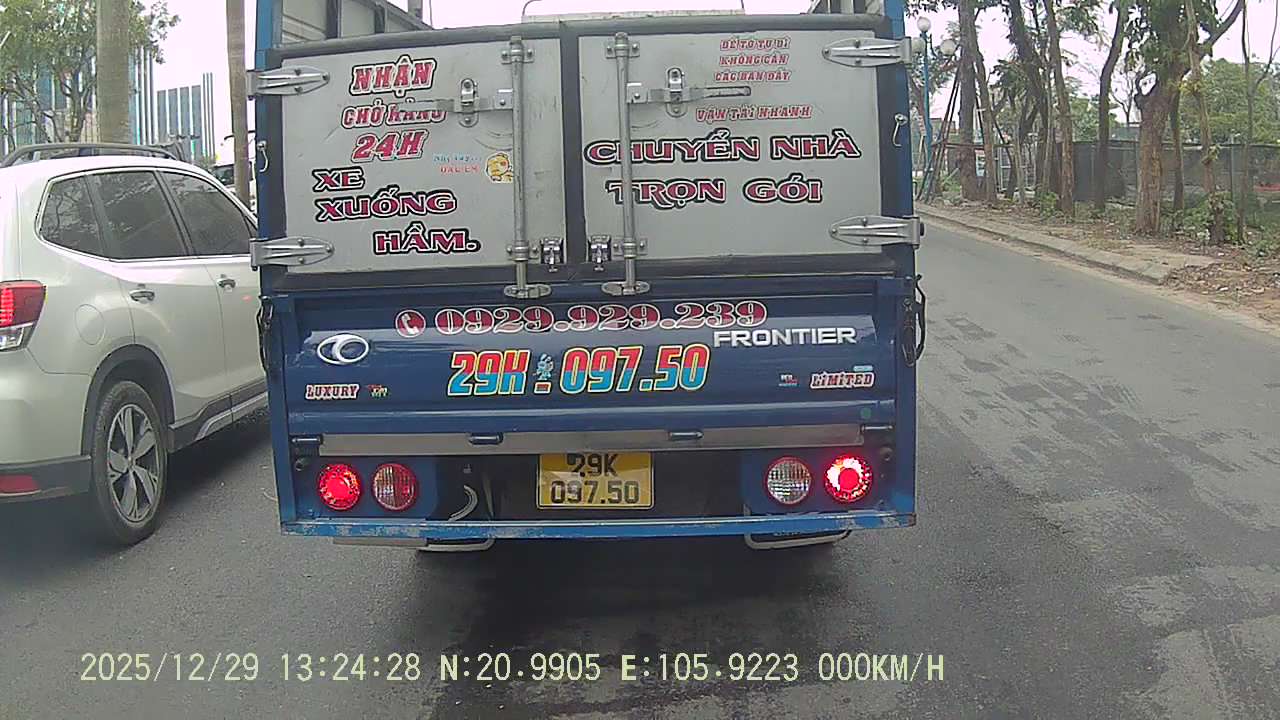 NHẬN
CHỞ HÀNG
24H
XE
XUỐNG
HẦM.
ĐỂ TÔ TỰ ĐI
KHÔNG CẦN
CÁC BẠN ĐẨY
VẬN TẢI NHANH
CHUYỂN NHÀ
TRỌN GÓI
0929.929.239
FRONTIER
29H 097.50
LUXURY
LIMITED
29K
097.50
2025/12/29 13:24:28 N:20.9905 E:105.9223 000KM/H